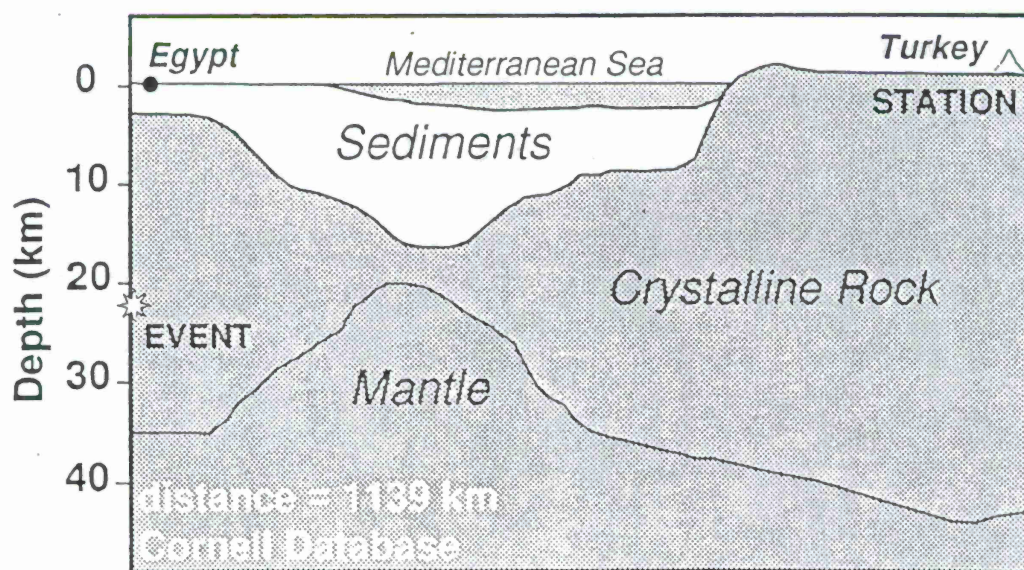 Egypt
Mediterranean Sea
Turkey
0
STATION
Sediments
10
20
Crystalline Rock
EVENT
30
Mantle
40
Depth (km)
distance = 1139 km
Cornell Database